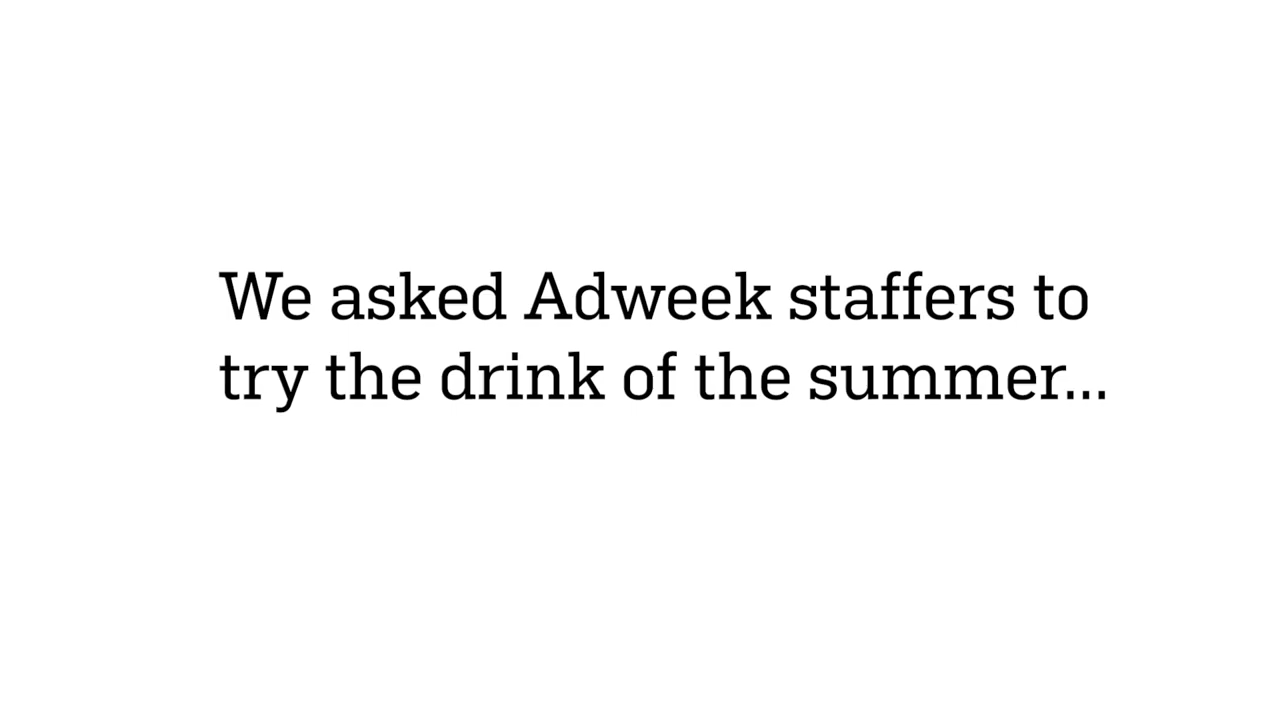 We asked Adweek staffers to
try the drink of the summer...